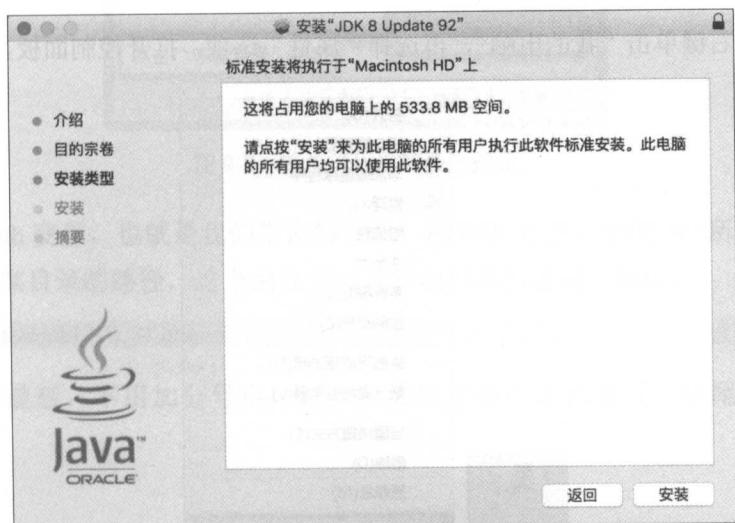 安装“JDK 8 Update 92”
标准安装将执行于“Macintosh HD”上
介绍
目的宗卷
安装类型
安装
摘要
这将占用您的电脑上的 533.8 MB 空间。
请点按“安装”来为此电脑的所有用户执行此软件标准安装。此电脑
的所有用户均可以使用此软件。
Java™
ORACLE
返回
安装